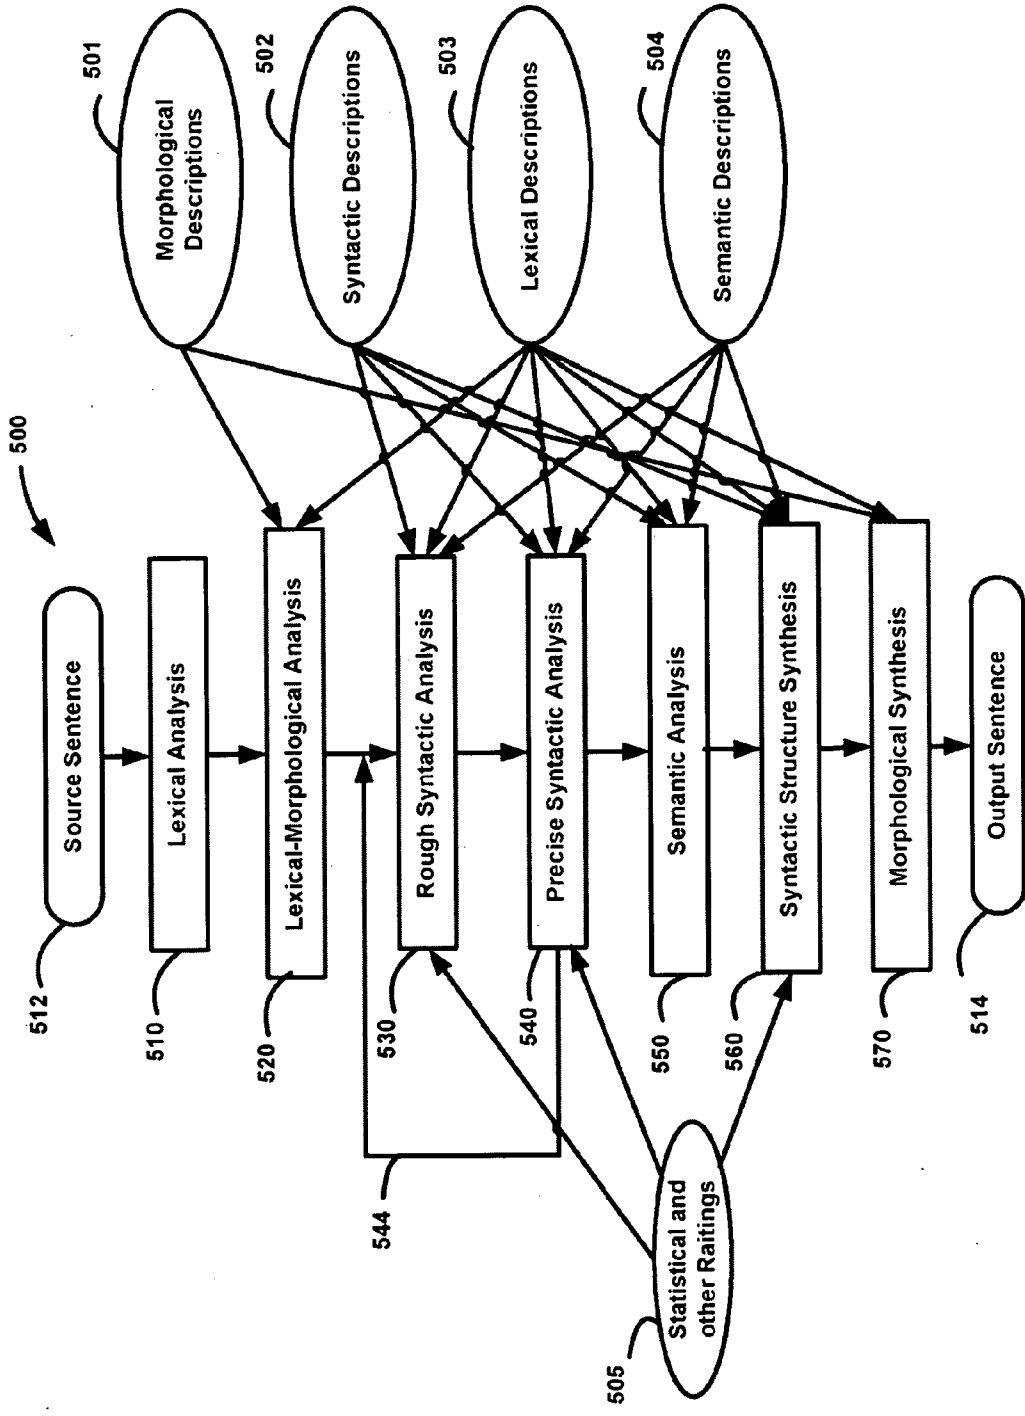 500
512
Source Sentence
510
Lexical Analysis
520
Lexical-Morphological Analysis
530
Rough Syntactic Analysis
540
Precise Syntactic Analysis
544
550
Semantic Analysis
560
Syntactic Structure Synthesis
570
Morphological Synthesis
514
Output Sentence
501
Morphological
Descriptions
502
Syntactic Descriptions
503
Lexical Descriptions
504
Semantic Descriptions
505
Statistical and
other Raitings